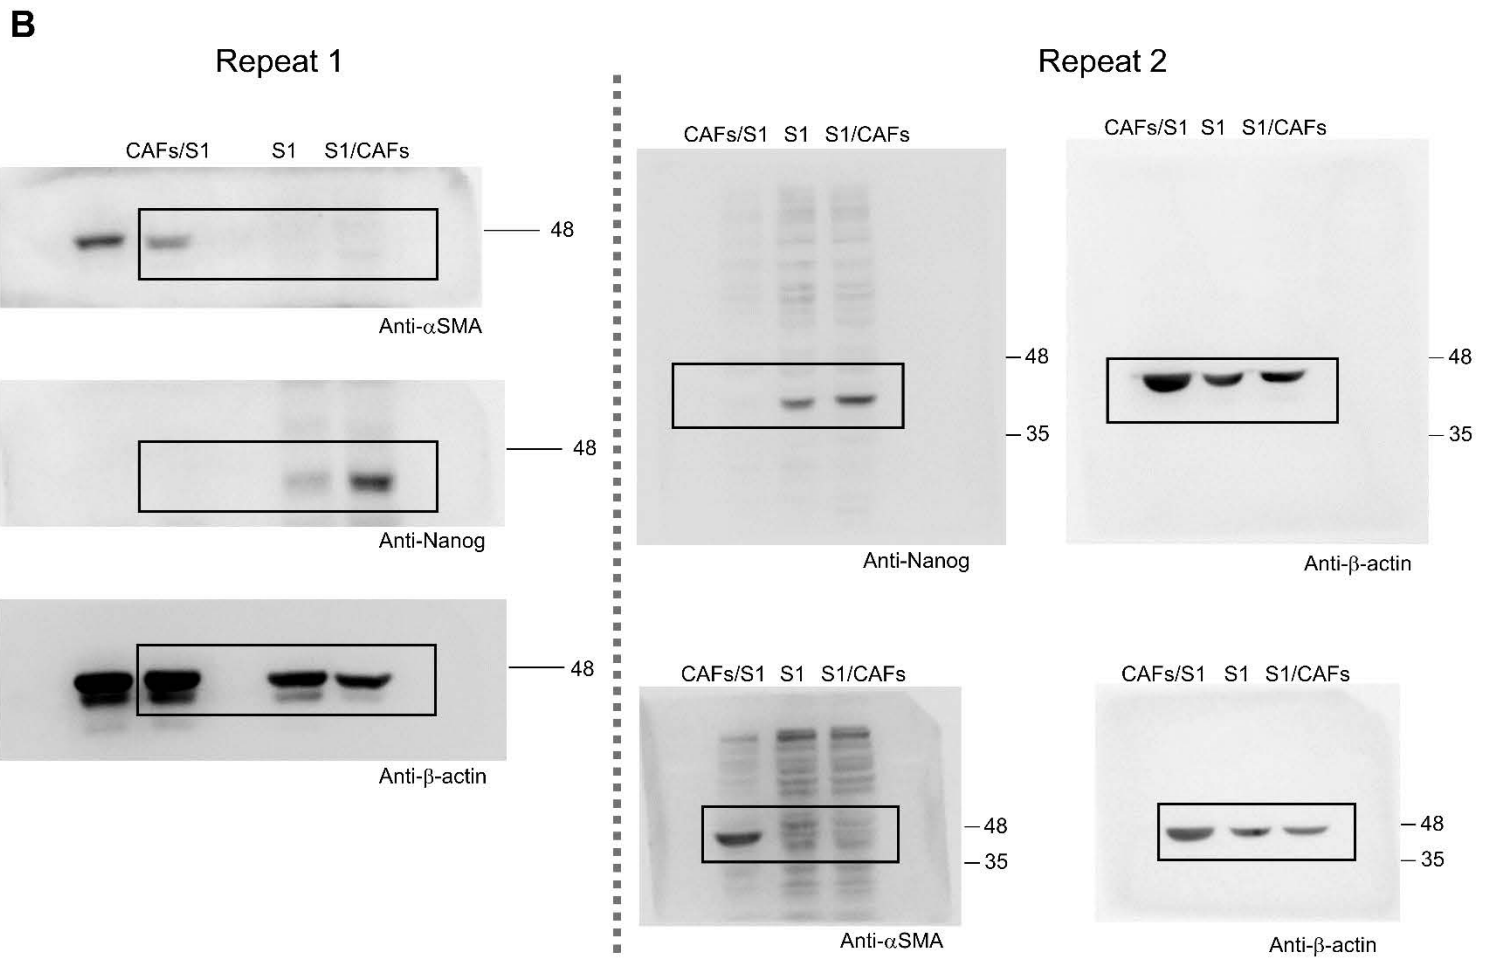 B
Repeat 1
CAFs/S1 S1 S1/CAFs
48
Anti-αSMA
48
Anti-Nanog
48
Anti-β-actin
Repeat 2
CAFs/S1 S1 S1/CAFs
48
35
Anti-Nanog
CAFs/S1 S1 S1/CAFs
48
35
Anti-β-actin
CAFs/S1 S1 S1/CAFs
48
35
Anti-αSMA
CAFs/S1 S1 S1/CAFs
48
35
Anti-β-actin